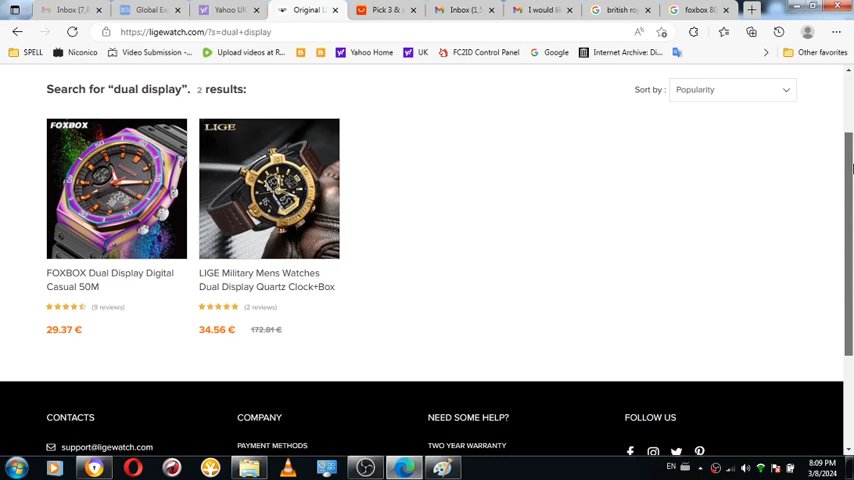 Inbox (7,8
Global Ex
Yahoo UK
Original L
Pick 3 &
Inbox (1,5
I would lik
british ro
foxbox 80
https://ligewatch.com/?s=dual+display
SPELL
Niconico
Video Submission -...
Upload videos at R...
Yahoo Home
UK
FC2ID Control Panel
Google
Internet Archive: Di...
Other favorites
Search for "dual display". 2 results:
Sort by :
Popularity
FOXBOX
LIGE
FOXBOX Dual Display Digital
Casual 50M
LIGE Military Mens Watches
Dual Display Quartz Clock+Box
(9 reviews)
(2 reviews)
29.37 €
34.56 €
172.81 €
CONTACTS
COMPANY
NEED SOME HELP?
FOLLOW US
support@ligewatch.com
PAYMENT METHODS
TWO YEAR WARRANTY
EN
8:09 PM
3/8/2024